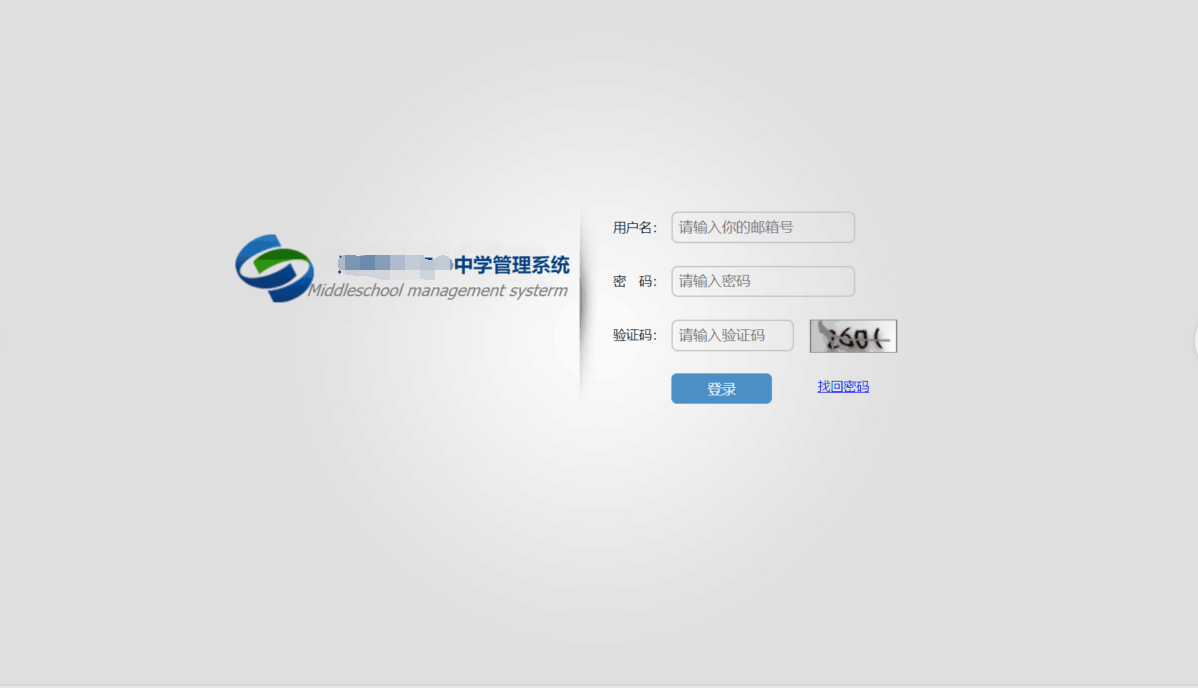 中学管理系统
Middleschool management systerm
用户名：
请输入你的邮箱号
密 码：
请输入密码
验证码：
请输入验证码
登录
找回密码